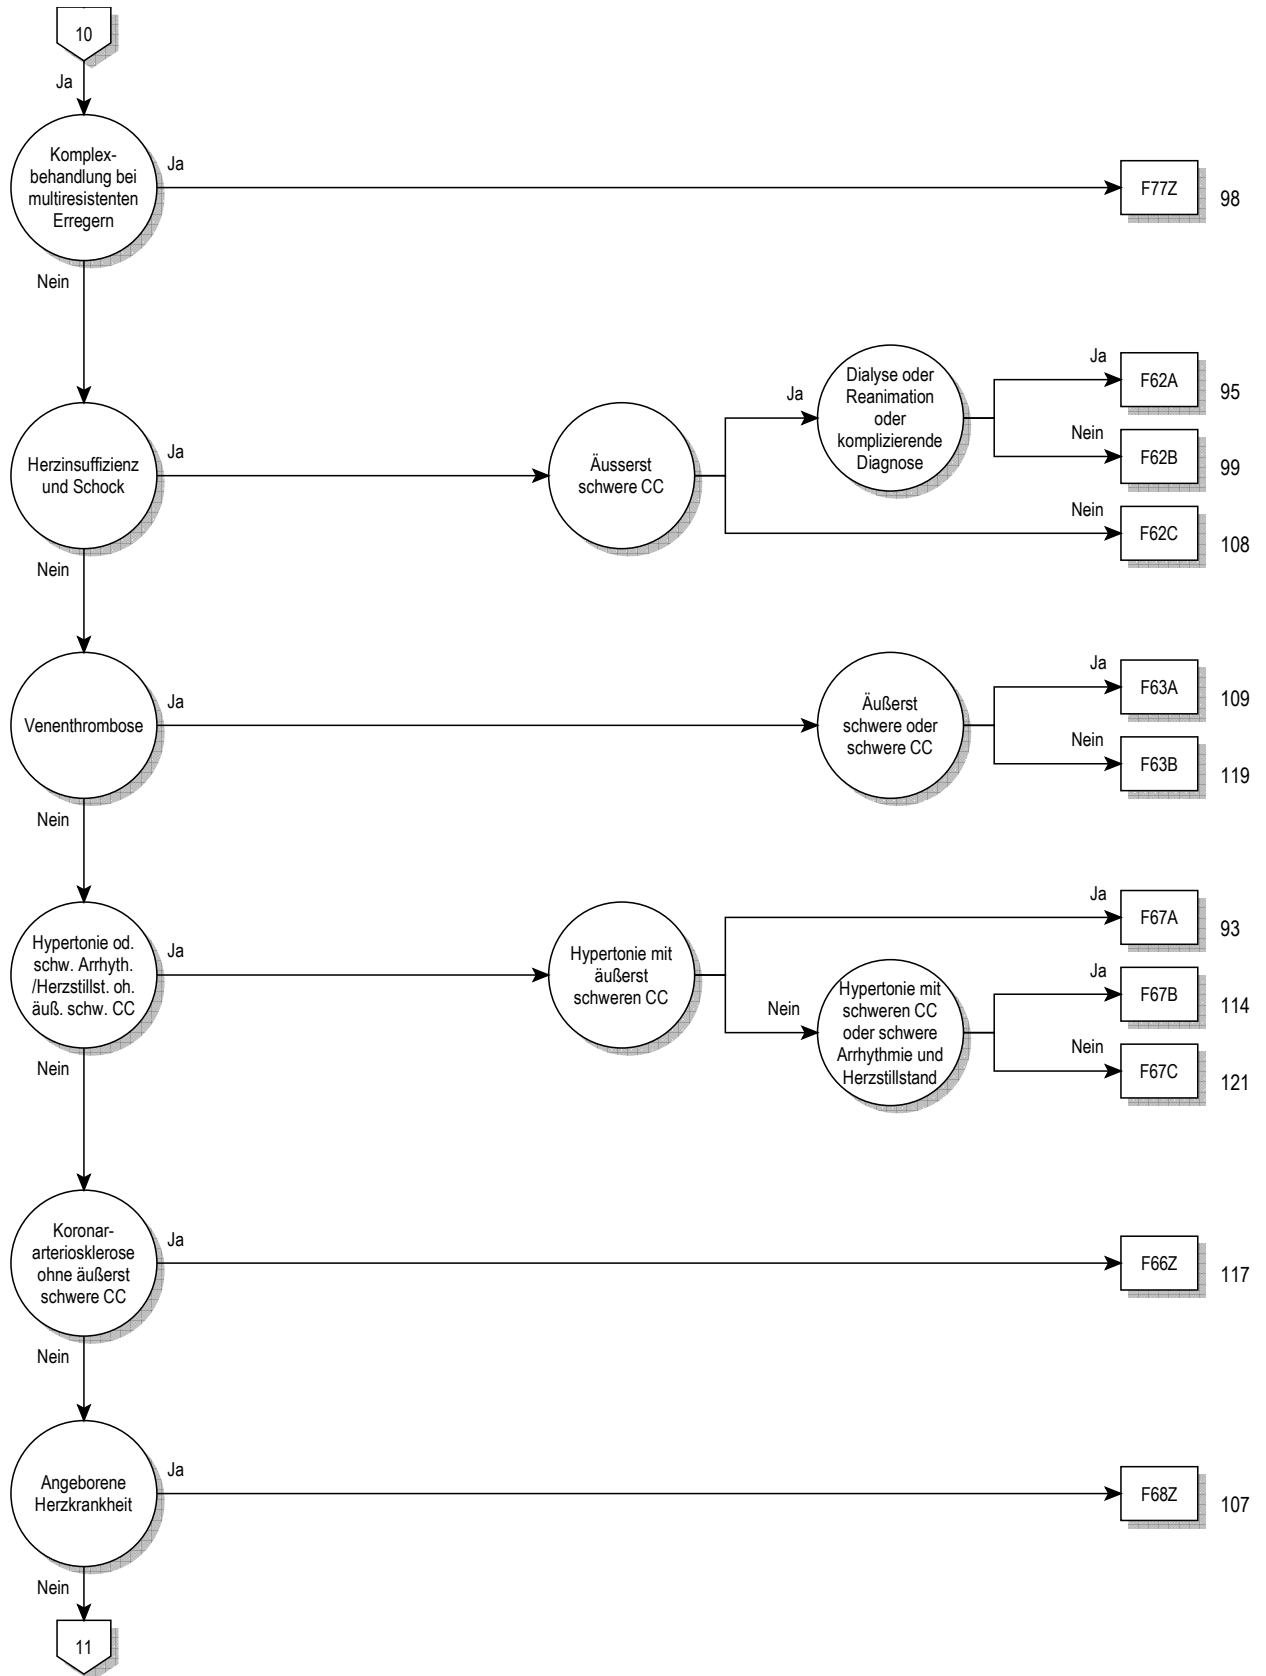 10
Ja
Komplex-
behandlung bei
multiresistenten
Erregern
Ja
F77Z
98
Nein
Herzinsuffizienz
und Schock
Ja
Äusserst
schwere CC
Ja
Dialyse oder
Reanimation
oder
komplizierende
Diagnose
Ja
F62A
95
Nein
F62B
99
Nein
F62C
108
Nein
Venenthrombose
Ja
Äußerst
schwere oder
schwere CC
Ja
F63A
109
Nein
F63B
119
Nein
Hypertonie od.
schw. Arrhyth.
/Herzstillst. oh.
äuß. schw. CC
Ja
Hypertonie mit
äußerst
schweren CC
Ja
F67A
93
Nein
Hypertonie mit
schweren CC
oder schwere
Arrhythmie und
Herzstillstand
Ja
F67B
114
Nein
F67C
121
Nein
Koronar-
arteriosklerose
ohne äußerst
schwere CC
Ja
F66Z
117
Nein
Angeborene
Herzkrankheit
Ja
F68Z
107
Nein
11